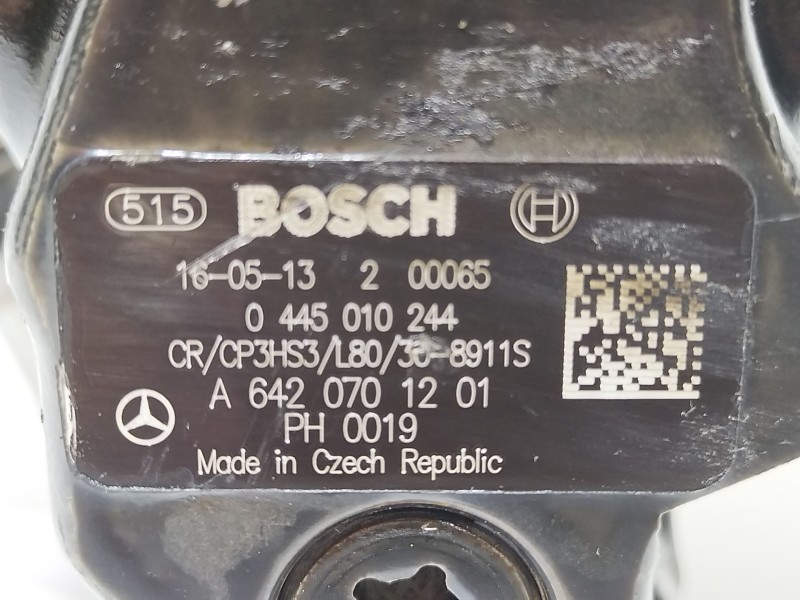 515 BOSCH
16-05-13 2 00065
0 445 010 244
CR/CP3HS3/L80/30-8911S
A 642 070 12 01
PH 0019
Made in Czech Republic